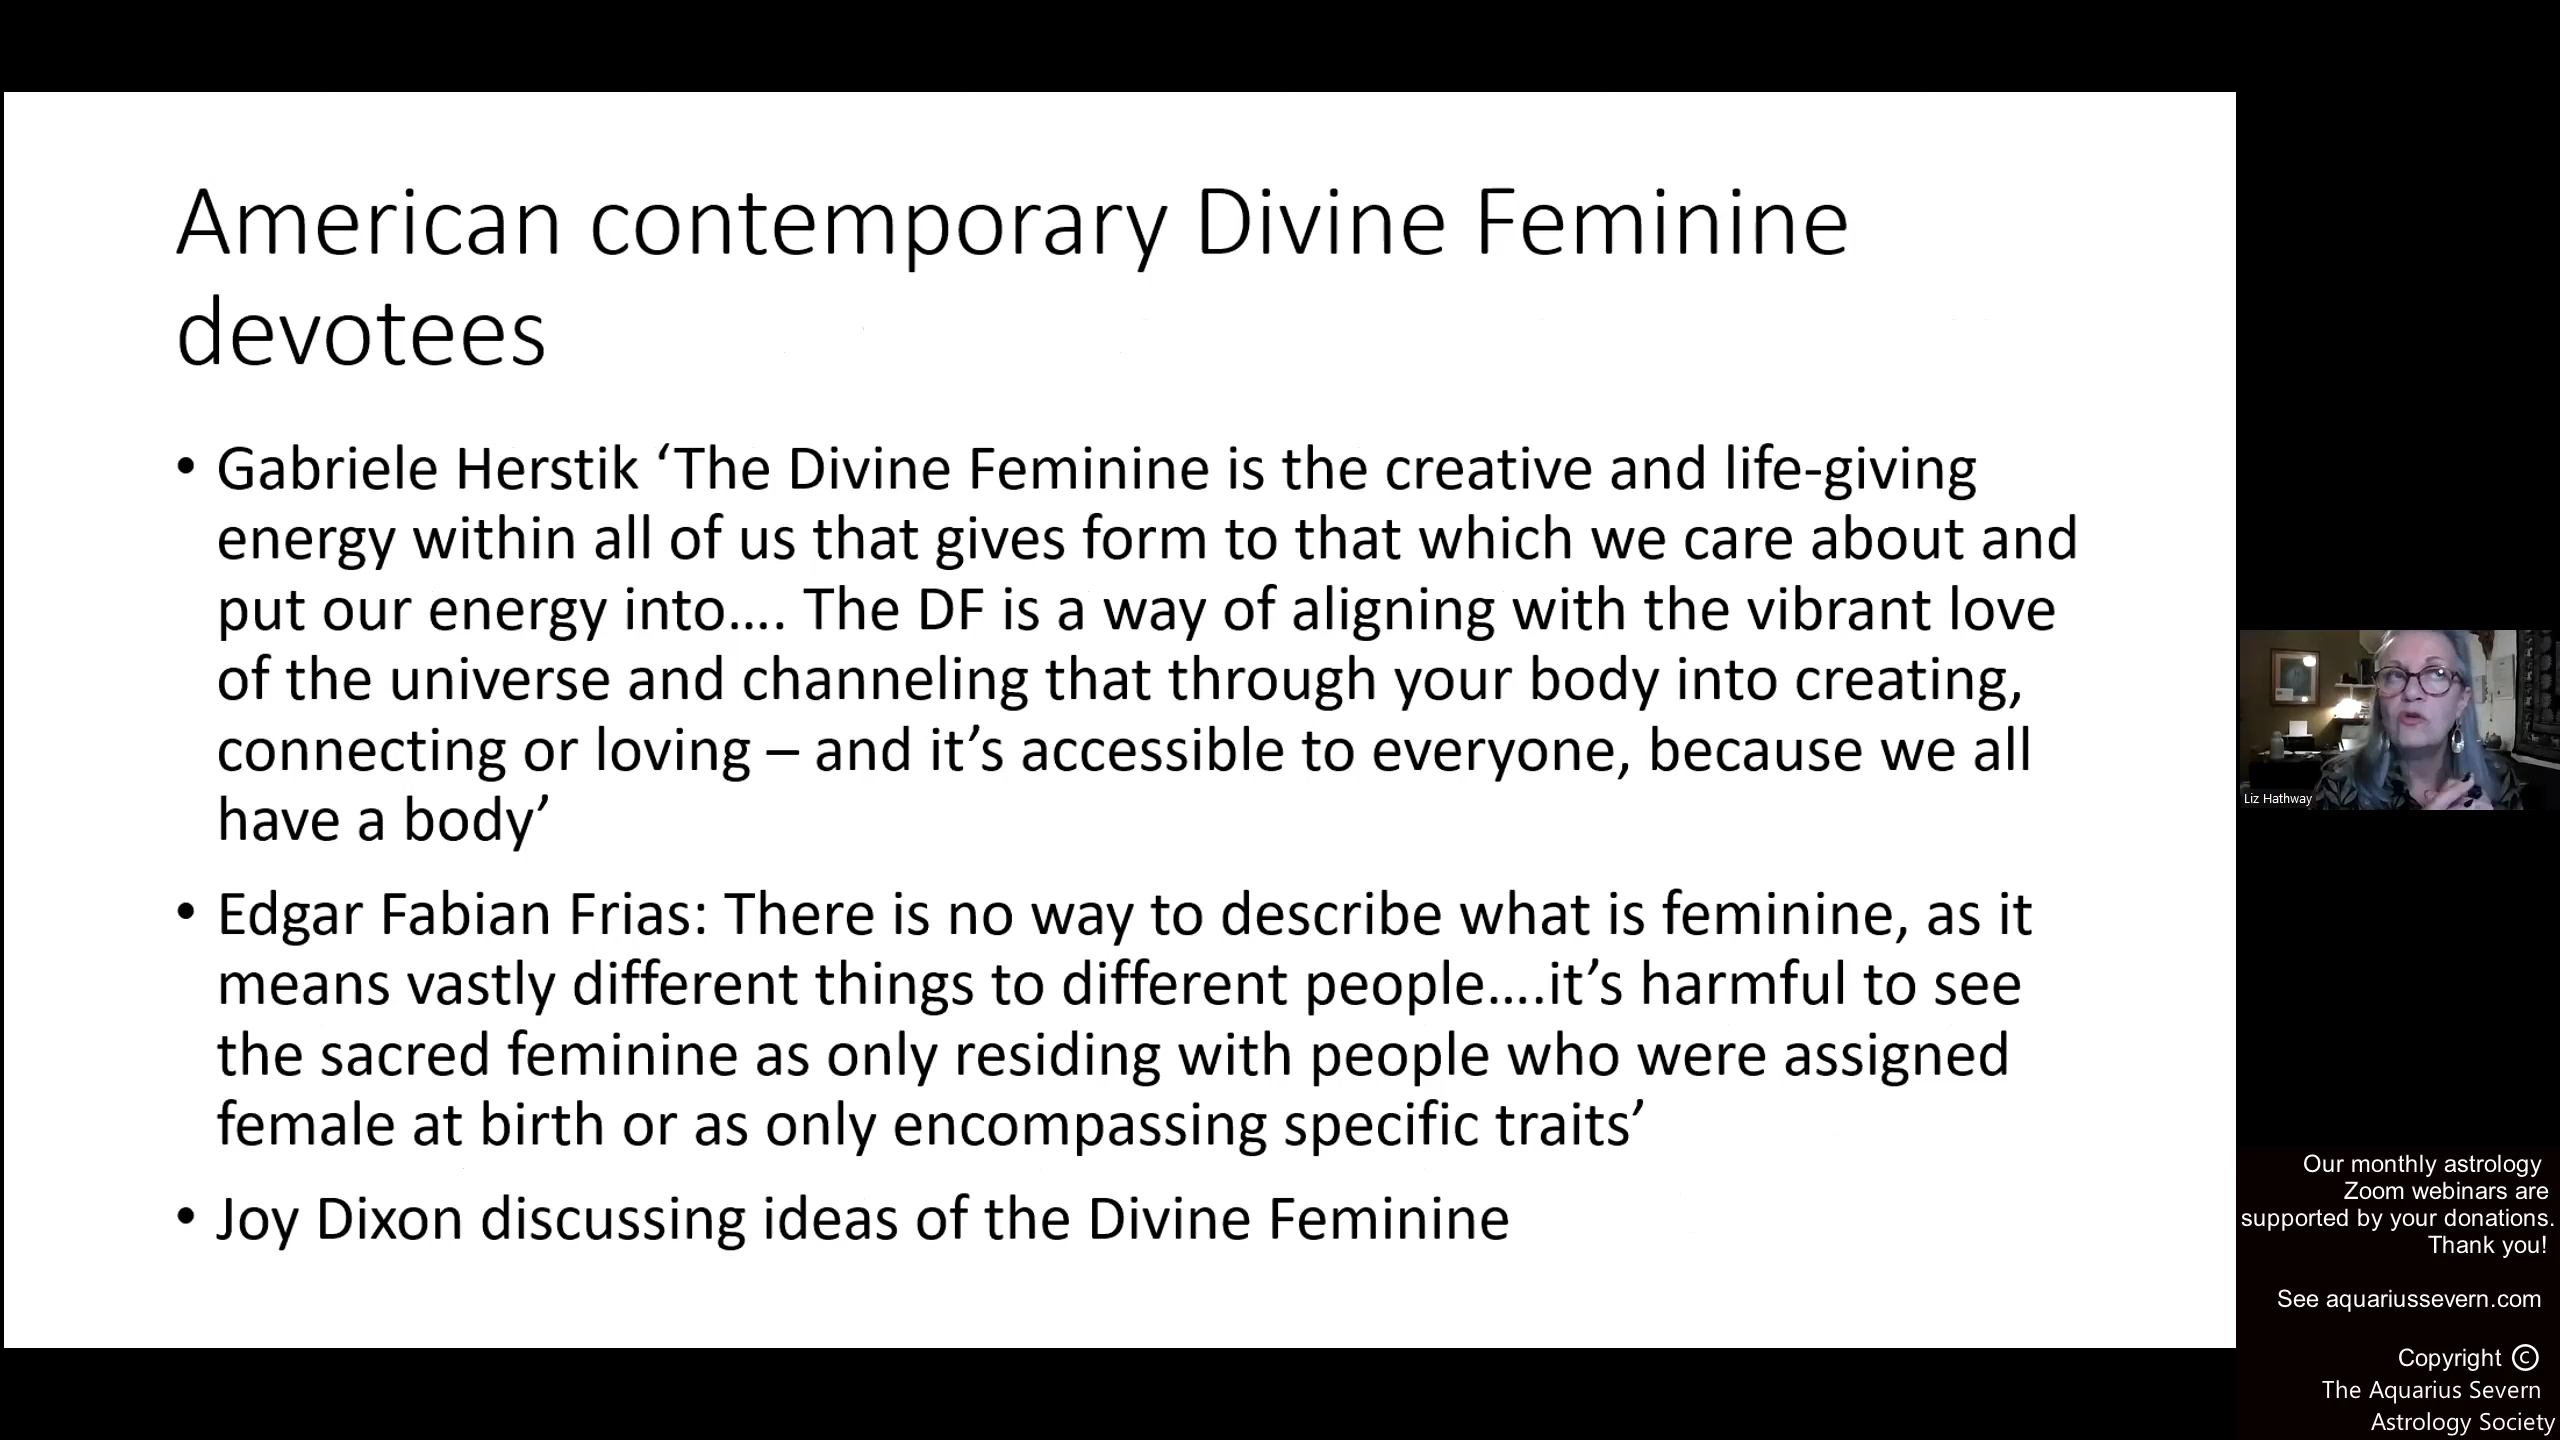 American contemporary Divine Feminine
devotees
• Gabriele Herstik ‘The Divine Feminine is the creative and life-giving
energy within all of us that gives form to that which we care about and
put our energy into…. The DF is a way of aligning with the vibrant love
of the universe and channeling that through your body into creating,
connecting or loving – and it’s accessible to everyone, because we all
have a body’
• Edgar Fabian Frias: There is no way to describe what is feminine, as it
means vastly different things to different people….it’s harmful to see
the sacred feminine as only residing with people who were assigned
female at birth or as only encompassing specific traits’
• Joy Dixon discussing ideas of the Divine Feminine
Liz Hathway
Our monthly astrology
Zoom webinars are
supported by your donations.
Thank you!
See aquariussevern.com
Copyright ©
The Aquarius Severn
Astrology Society